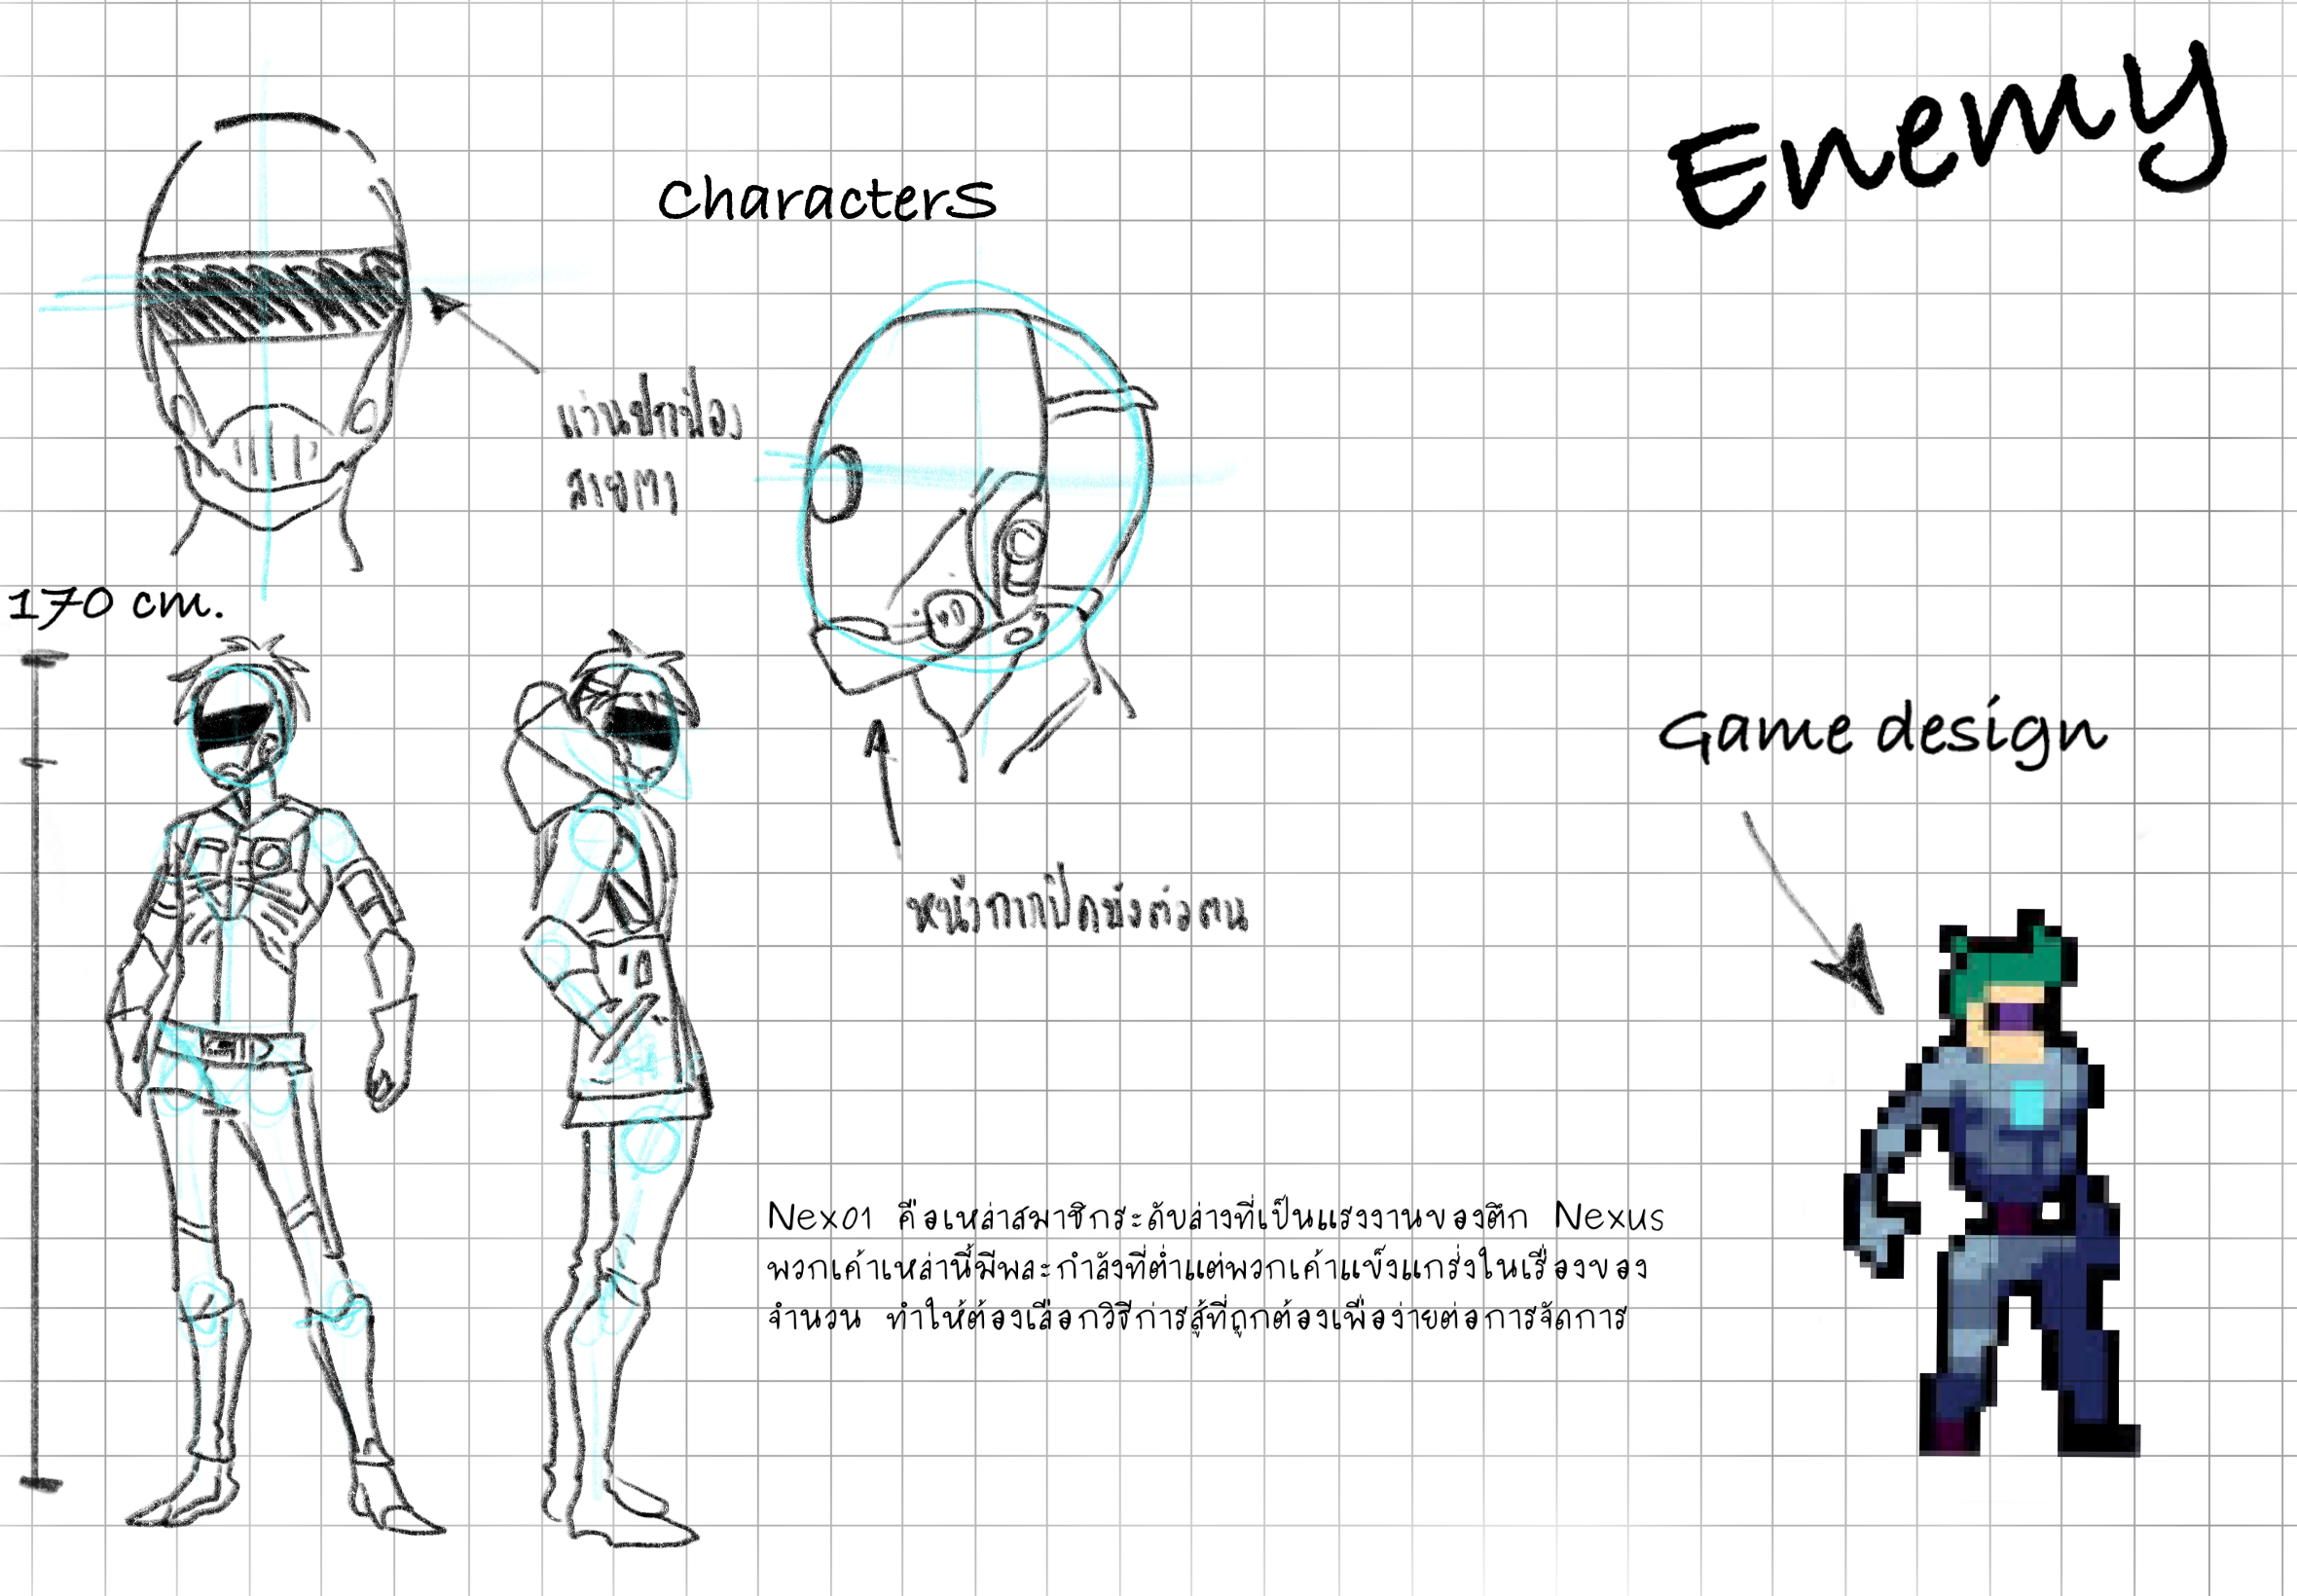 Enemy
Characters
แว่นปกป้อง
สายตา
170 cm.
หน้ากากปิดบังตัวตน
Game design
Nex01 คือเหล่าสมาชิกระดับล่างที่เป็นแรงงานของตึก Nexus
พวกเค้าเหล่านี้มีพละกำลังที่ต่ำแต่พวกเค้าแข็งแกร่งในเรื่องของ
จำนวน ทำให้ต้องเลือกวิธีก่ารสู้ที่ถูกต้องเพื่อง่ายต่อการจัดการ